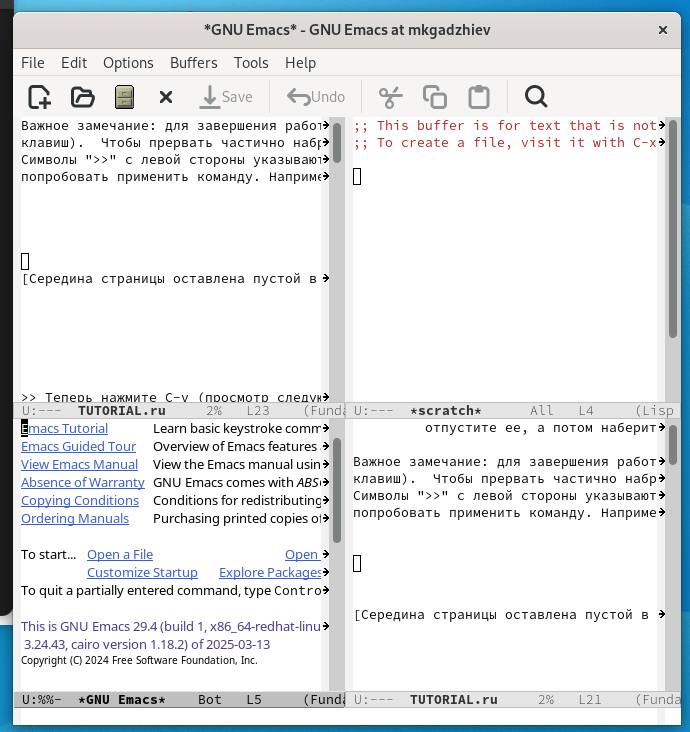 *GNU Emacs* - GNU Emacs at mkgadzhiev
File Edit Options Buffers Tools Help
Save Undo
Важное замечание: для завершения работ
клавиш).  Чтобы прервать частично набр
Символы ">>" с левой стороны указывают
попробовать применить команду. Наприме
[Середина страницы оставлена пустой в
>> Теперь нажмите C-v (просмотр следую
U:--- TUTORIAL.ru 2% L23 (Funda
;; This buffer is for text that is not
;; To create a file, visit it with C-x
U:--- *scratch* All L4 (Lisp
Emacs Tutorial Learn basic keystroke comm
Emacs Guided Tour Overview of Emacs features
View Emacs Manual View the Emacs manual usin
Absence of Warranty GNU Emacs comes with ABS
Copying Conditions Conditions for redistributing
Ordering Manuals Purchasing printed copies of
To start... Open a File Open
Customize Startup Explore Packages
To quit a partially entered command, type Contro
This is GNU Emacs 29.4 (build 1, x86_64-redhat-linu
3.24.43, cairo version 1.18.2) of 2025-03-13
Copyright (C) 2024 Free Software Foundation, Inc.
U:%%- *GNU Emacs* Bot L5 (Funda
отпустите ее, а потом наберит
Важное замечание: для завершения работ
клавиш).  Чтобы прервать частично набр
Символы ">>" с левой стороны указывают
попробовать применить команду. Наприме
[Середина страницы оставлена пустой в
U:--- TUTORIAL.ru 2% L21 (Funda